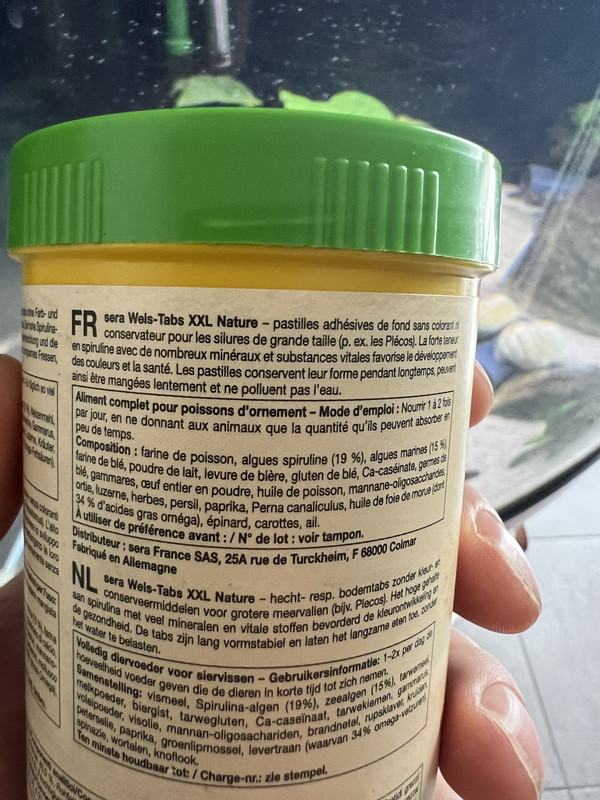 FR sera Wels-Tabs XXL Nature – pastilles adhésives de fond sans colorant ni
conservateur pour les silures de grande taille (p. ex. les Plécos). La forte teneur
en spiruline avec de nombreux minéraux et substances vitales favorise le développement
des couleurs et la santé. Les pastilles conservent leur forme pendant longtemps, peuvent
ainsi être mangées lentement et ne polluent pas l'eau.
Aliment complet pour poissons d'ornement – Mode d'emploi : Nourrir 1 à 2 fois
par jour, en ne donnant aux animaux que la quantité qu'ils peuvent absorber en
peu de temps.
Composition : farine de poisson, algues spiruline (19 %), algues marines (15 %),
farine de blé, poudre de lait, levure de bière, gluten de blé, Ca-caséinate, germes de
blé, gammares, œuf entier en poudre, huile de poisson, mannane-oligosaccharides,
ortie, luzerne, herbes, persil, paprika, Perna canaliculus, huile de foie de morue (dont
34 % d'acides gras oméga), épinard, carottes, ail.
À utiliser de préférence avant : / N° de lot : voir tampon.
Distributeur : sera France SAS, 25A rue de Turckheim, F 68000 Colmar
Fabriqué en Allemagne
NL sera Wels-Tabs XXL Nature – hecht- resp. bodemtabs zonder kleur- en
conserveermiddelen voor grotere meervallen (bijv. Plecos). Het hoge gehalte
aan spirulina met veel mineralen en vitale stoffen bevorderd de kleurontwikkeling en
de gezondheid. De tabs zijn lang vormstabiel en laten het langzame eten toe, zonder
het water te belasten.
Volledig diervoeder voor siervissen – Gebruikersinformatie: 1–2x per dag de
hoeveelheid voeder geven die de dieren in korte tijd tot zich nemen.
Samenstelling: vismeel, Spirulina-algen (19%), zeealgen (15%), tarwemeel,
melkpoeder, biergist, tarwegluten, Ca-caseïnaat, tarwekiemen, gammarus,
volei­poeder, visolie, mannan-oligosachariden, brandnetel, rupsklaver, kruiden,
peterselie, paprika, groenlipmossel, levertraan (waarvan 34% omega-vetzuren),
spinazie, wortelen, knoflook.
Ten minste houdbaar tot: / Charge-nr.: zie stempel.